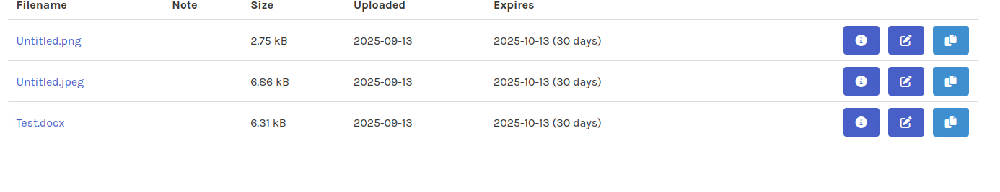 Filename Note Size Uploaded Expires
Untitled.png 2.75 kB 2025-09-13 2025-10-13 (30 days)
Untitled.jpeg 6.86 kB 2025-09-13 2025-10-13 (30 days)
Test.docx 6.31 kB 2025-09-13 2025-10-13 (30 days)